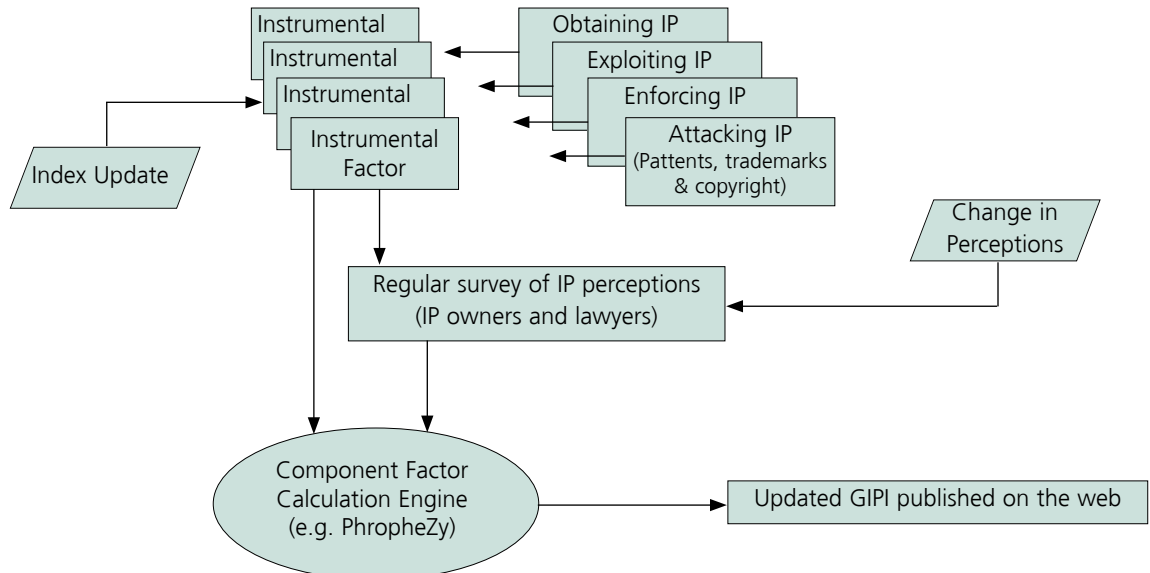 Instrumental
Instrumental
Instrumental
Instrumental
Factor
Obtaining IP
Exploiting IP
Enforcing IP
Attacking IP
(Pattents, trademarks
& copyright)
Index Update
Change in
Perceptions
Regular survey of IP perceptions
(IP owners and lawyers)
Component Factor
Calculation Engine
(e.g. PhropheZy)
Updated GIPI published on the web